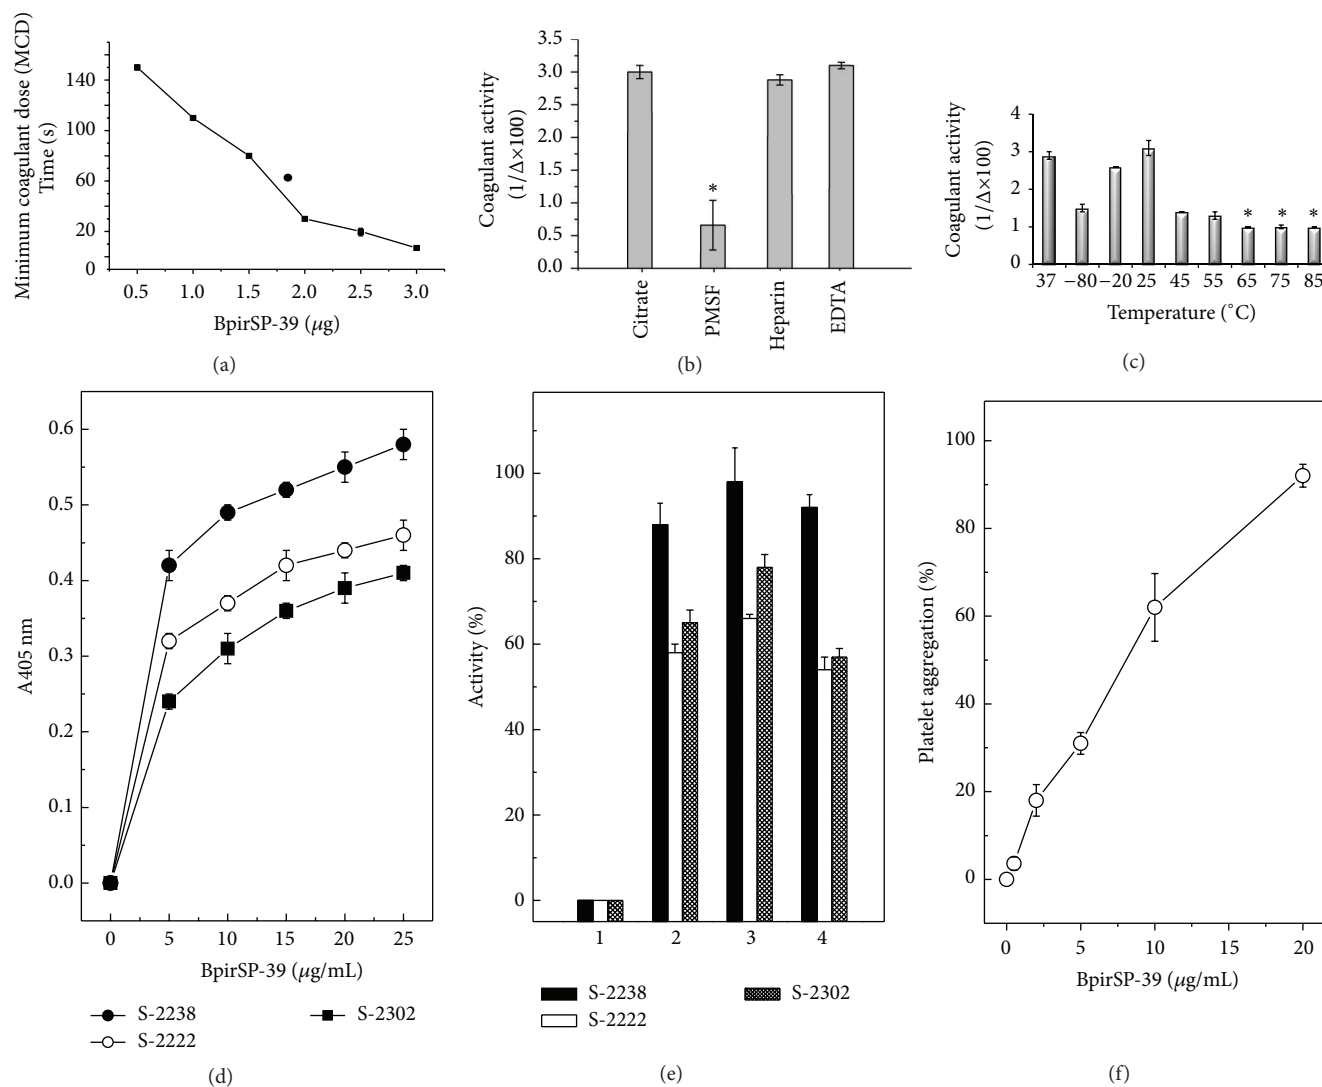 Minimum coagulant dose (MCD)
Time (s)
140
100
60
20
0
0.5 1.0 1.5 2.0 2.5 3.0
BpirSP-39 (μg)
(a)
Coagulant activity
(1/Δ×100)
3.5
3.0
2.5
2.0
1.5
1.0
0.5
0.0
*
Citrate
PMSF
Heparin
EDTA
(b)
Coagulant activity
(1/Δ×100)
4
3
2
1
0
* * *
37 −80 −20 25 45 55 65 75 85
Temperature (°C)
(c)
A405 nm
0.6
0.5
0.4
0.3
0.2
0.1
0.0
0 5 10 15 20 25
BpirSP-39 (μg/mL)
S-2238
S-2302
S-2222
(d)
Activity (%)
100
80
60
40
20
0
1 2 3 4
S-2238
S-2302
S-2222
(e)
Platelet aggregation (%)
100
80
60
40
20
0
0 5 10 15 20
BpirSP-39 (μg/mL)
(f)